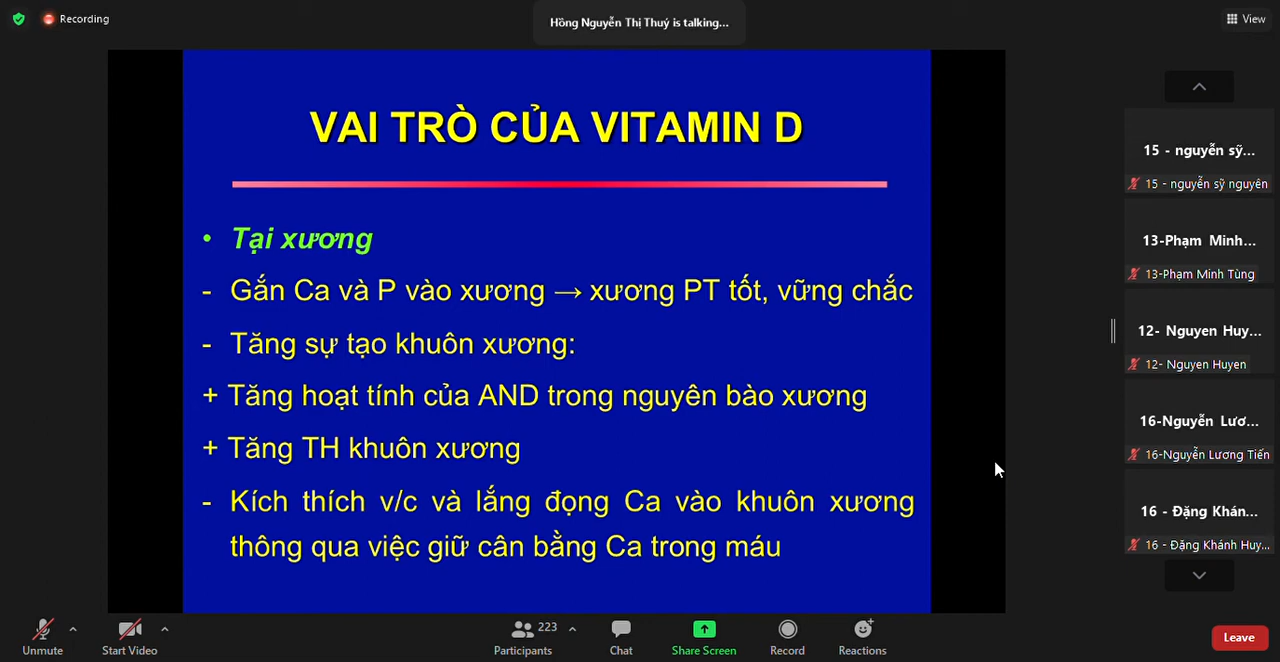 Recording
Hồng Nguyễn Thị Thuý is talking...
View
VAI TRÒ CỦA VITAMIN D
• Tại xương
- Gắn Ca và P vào xương → xương PT tốt, vững chắc
- Tăng sự tạo khuôn xương:
+ Tăng hoạt tính của AND trong nguyên bào xương
+ Tăng TH khuôn xương
- Kích thích v/c và lắng đọng Ca vào khuôn xương
thông qua việc giữ cân bằng Ca trong máu
15 - nguyễn sỹ...
15 - nguyễn sỹ nguyên
13-Phạm Minh...
13-Phạm Minh Tùng
12- Nguyen Huy...
12- Nguyen Huyen
16-Nguyễn Lươ...
16-Nguyễn Lương Tiến
16 - Đặng Khán...
16 - Đặng Khánh Huy...
Unmute
Start Video
223
Participants
Chat
Share Screen
Record
Reactions
Leave